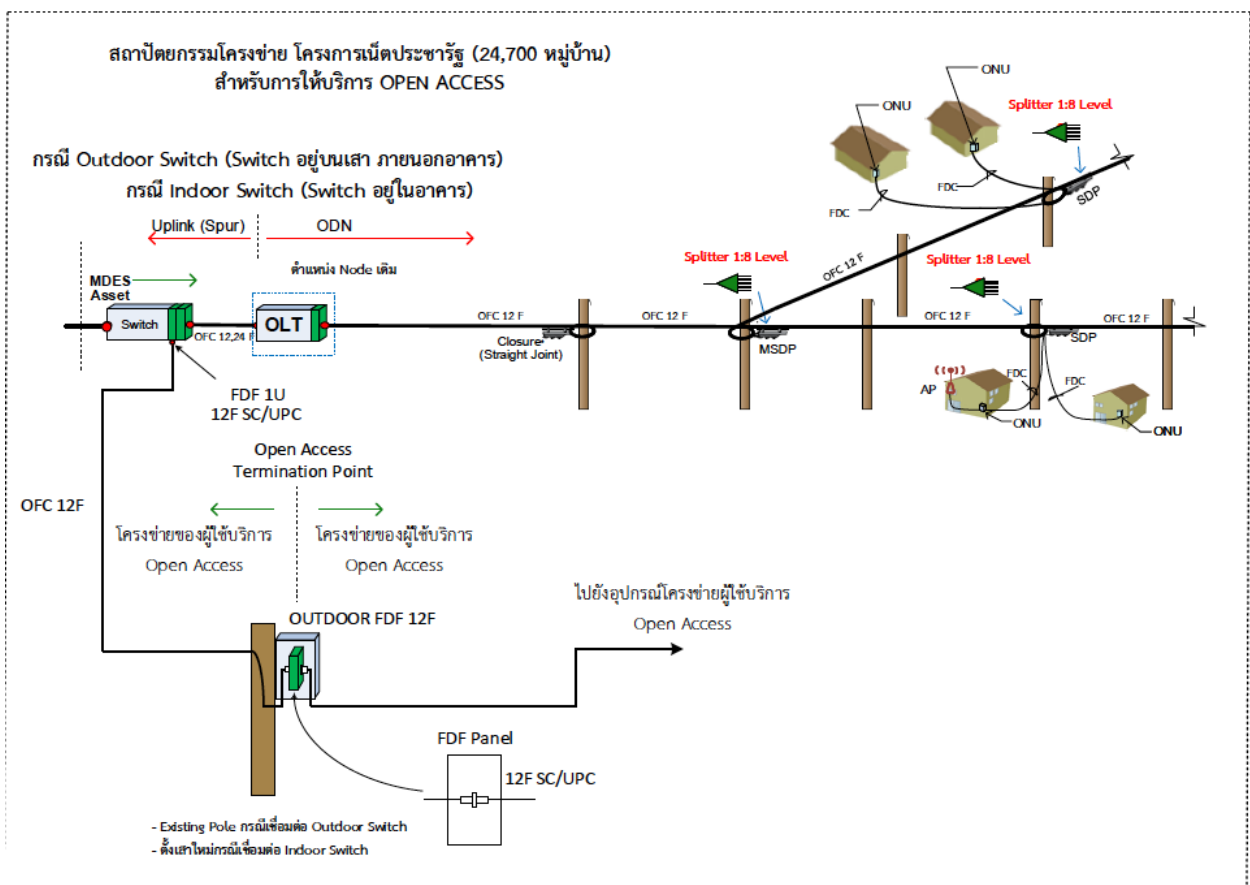 สถาปัตยกรรมโครงข่าย โครงการเน็ตประชารัฐ (24,700 หมู่บ้าน)
สำหรับการให้บริการ OPEN ACCESS
กรณี Outdoor Switch (Switch อยู่บนเสา ภายนอกอาคาร)
กรณี Indoor Switch (Switch อยู่ในอาคาร)
Uplink (Spur)
ODN
MDES
Asset
ตำแหน่ง Node เดิม
Switch
OFC 12,24 F
OLT
OFC 12 F
Closure
(Straight Joint)
OFC 12 F
Splitter 1:8 Level
MSDP
OFC 12 F
ONU
ONU
Splitter 1:8 Level
FDC
FDC
SDP
Splitter 1:8 Level
OFC 12 F
SDP
OFC 12 F
AP
FDC
FDC
ONU
ONU
FDF 1U
12F SC/UPC
Open Access
Termination Point
OFC 12F
โครงข่ายของผู้ใช้บริการ
Open Access
โครงข่ายของผู้ใช้บริการ
Open Access
OUTDOOR FDF 12F
ไปยังอุปกรณ์โครงข่ายผู้ใช้บริการ
Open Access
FDF Panel
12F SC/UPC
- Existing Pole กรณีเชื่อมต่อ Outdoor Switch
- ตั้งเสาใหม่กรณีเชื่อมต่อ Indoor Switch